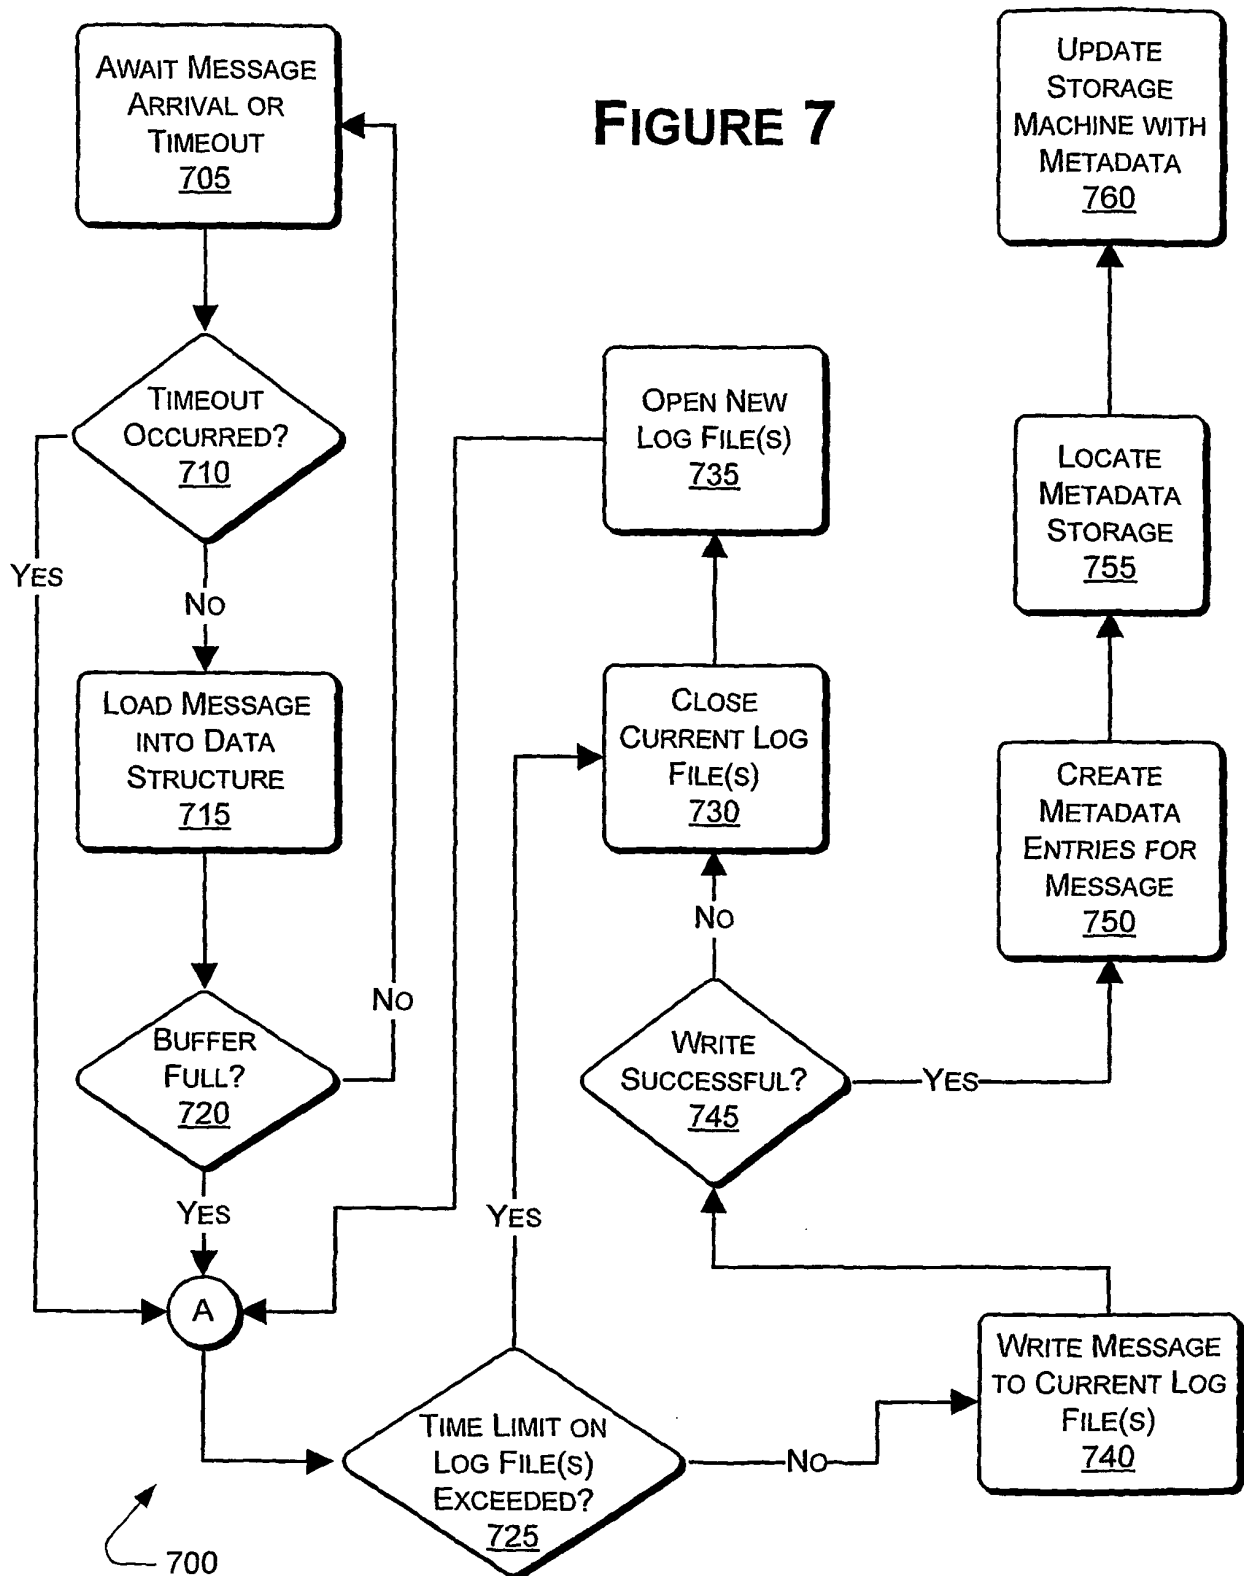 FIGURE 7
AWAIT MESSAGE
ARRIVAL OR
TIMEOUT
705
TIMEOUT
OCCURRED?
710
YES
NO
LOAD MESSAGE
INTO DATA
STRUCTURE
715
BUFFER
FULL?
720
NO
YES
A
TIME LIMIT ON
LOG FILE(S)
EXCEEDED?
725
YES
NO
CLOSE
CURRENT LOG
FILE(S)
730
OPEN NEW
LOG FILE(S)
735
WRITE MESSAGE
TO CURRENT LOG
FILE(S)
740
WRITE
SUCCESSFUL?
745
NO
YES
CREATE
METADATA
ENTRIES FOR
MESSAGE
750
LOCATE
METADATA
STORAGE
755
UPDATE
STORAGE
MACHINE WITH
METADATA
760
700